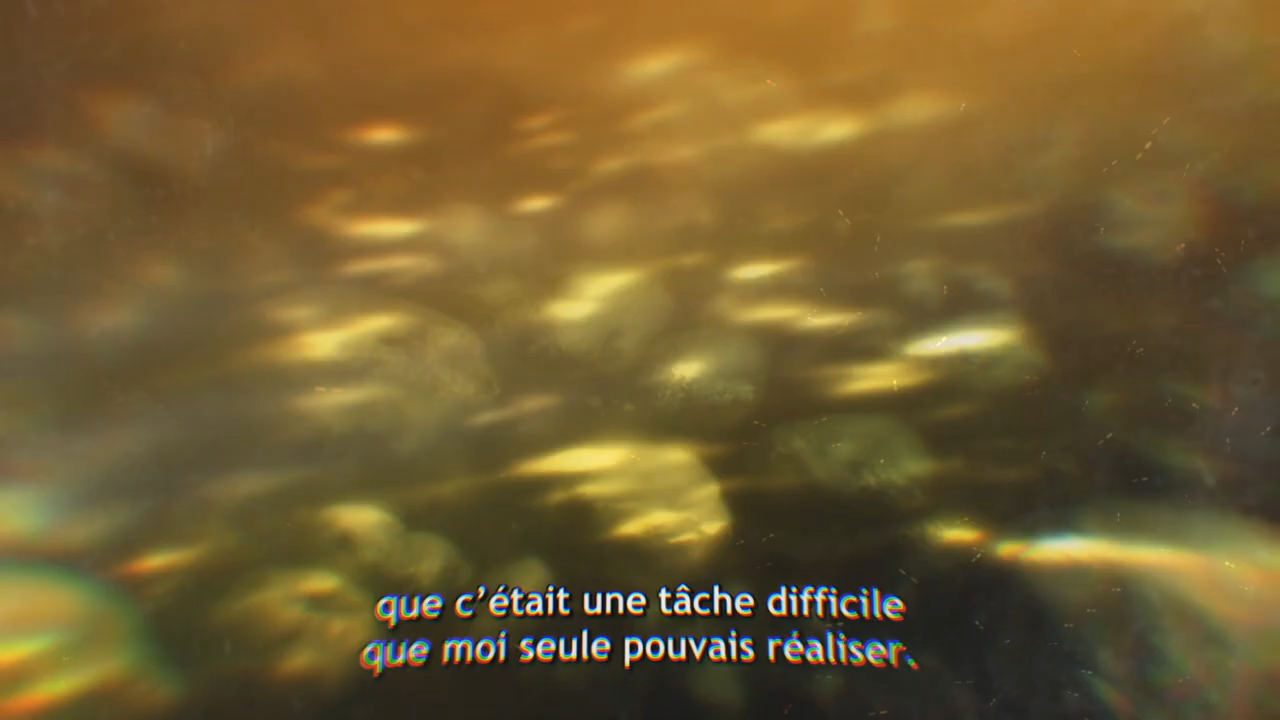 que c’était une tâche difficile
que moi seule pouvais réaliser.